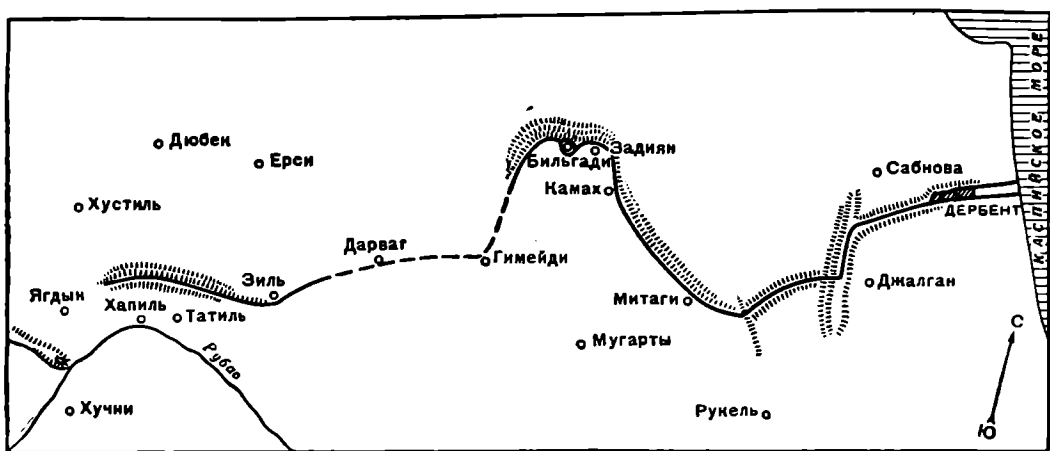 КАСПИЙСКОЕ МОРЕ
Дюбек
Ерси
Бильгади
Задиян
Сабнова
Камах
Хустиль
ДЕРБЕНТ
Дарваг
Гимейди
Зиль
Джалган
Ягдын
Хапиль
Татиль
Митаги
С
Мугарты
Рубас
Хучни
Рукель
Ю